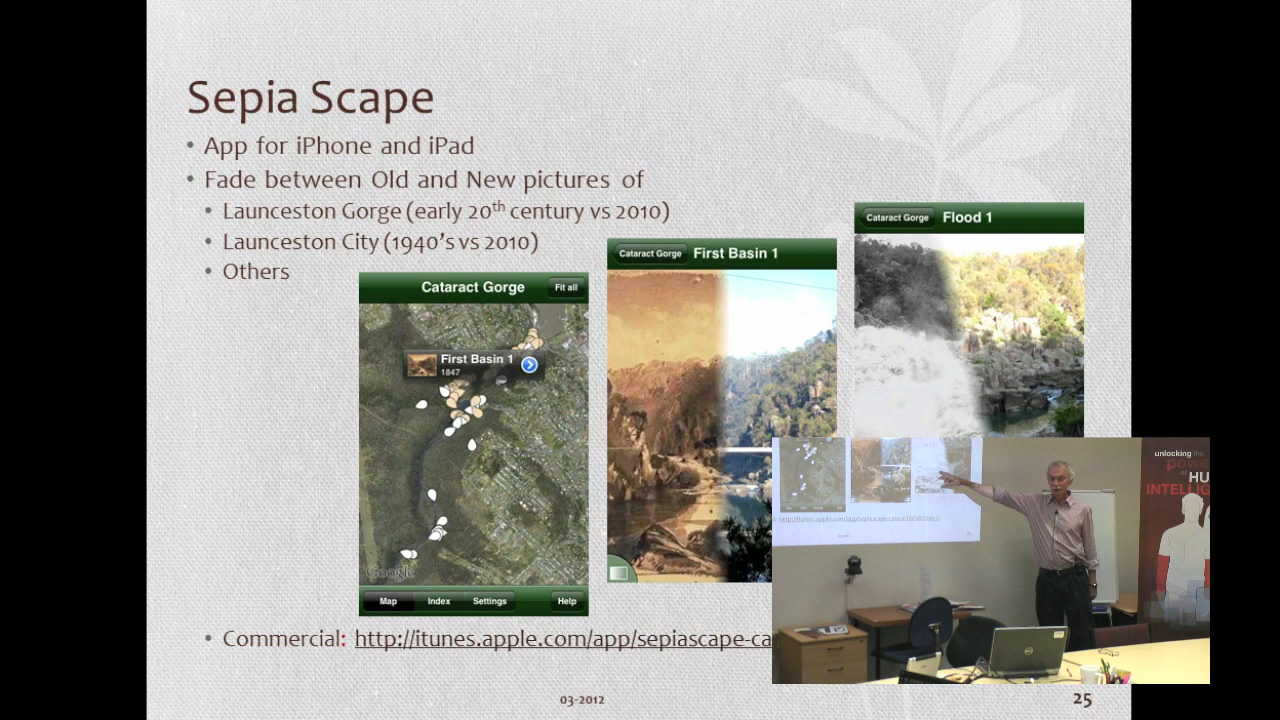 Sepia Scape
• App for iPhone and iPad
• Fade between Old and New pictures of
• Launceston Gorge (early 20th century vs 2010)
• Launceston City (1940's vs 2010)
• Others
Cataract Gorge
Fit all
First Basin 1
1847
Google
Map
Index
Settings
Help
Cataract Gorge
First Basin 1
Cataract Gorge
Flood 1
• Commercial: http://itunes.apple.com/app/sepiascape-ca
03-2012
25
unlocking the
power
of HU
INTELLIG